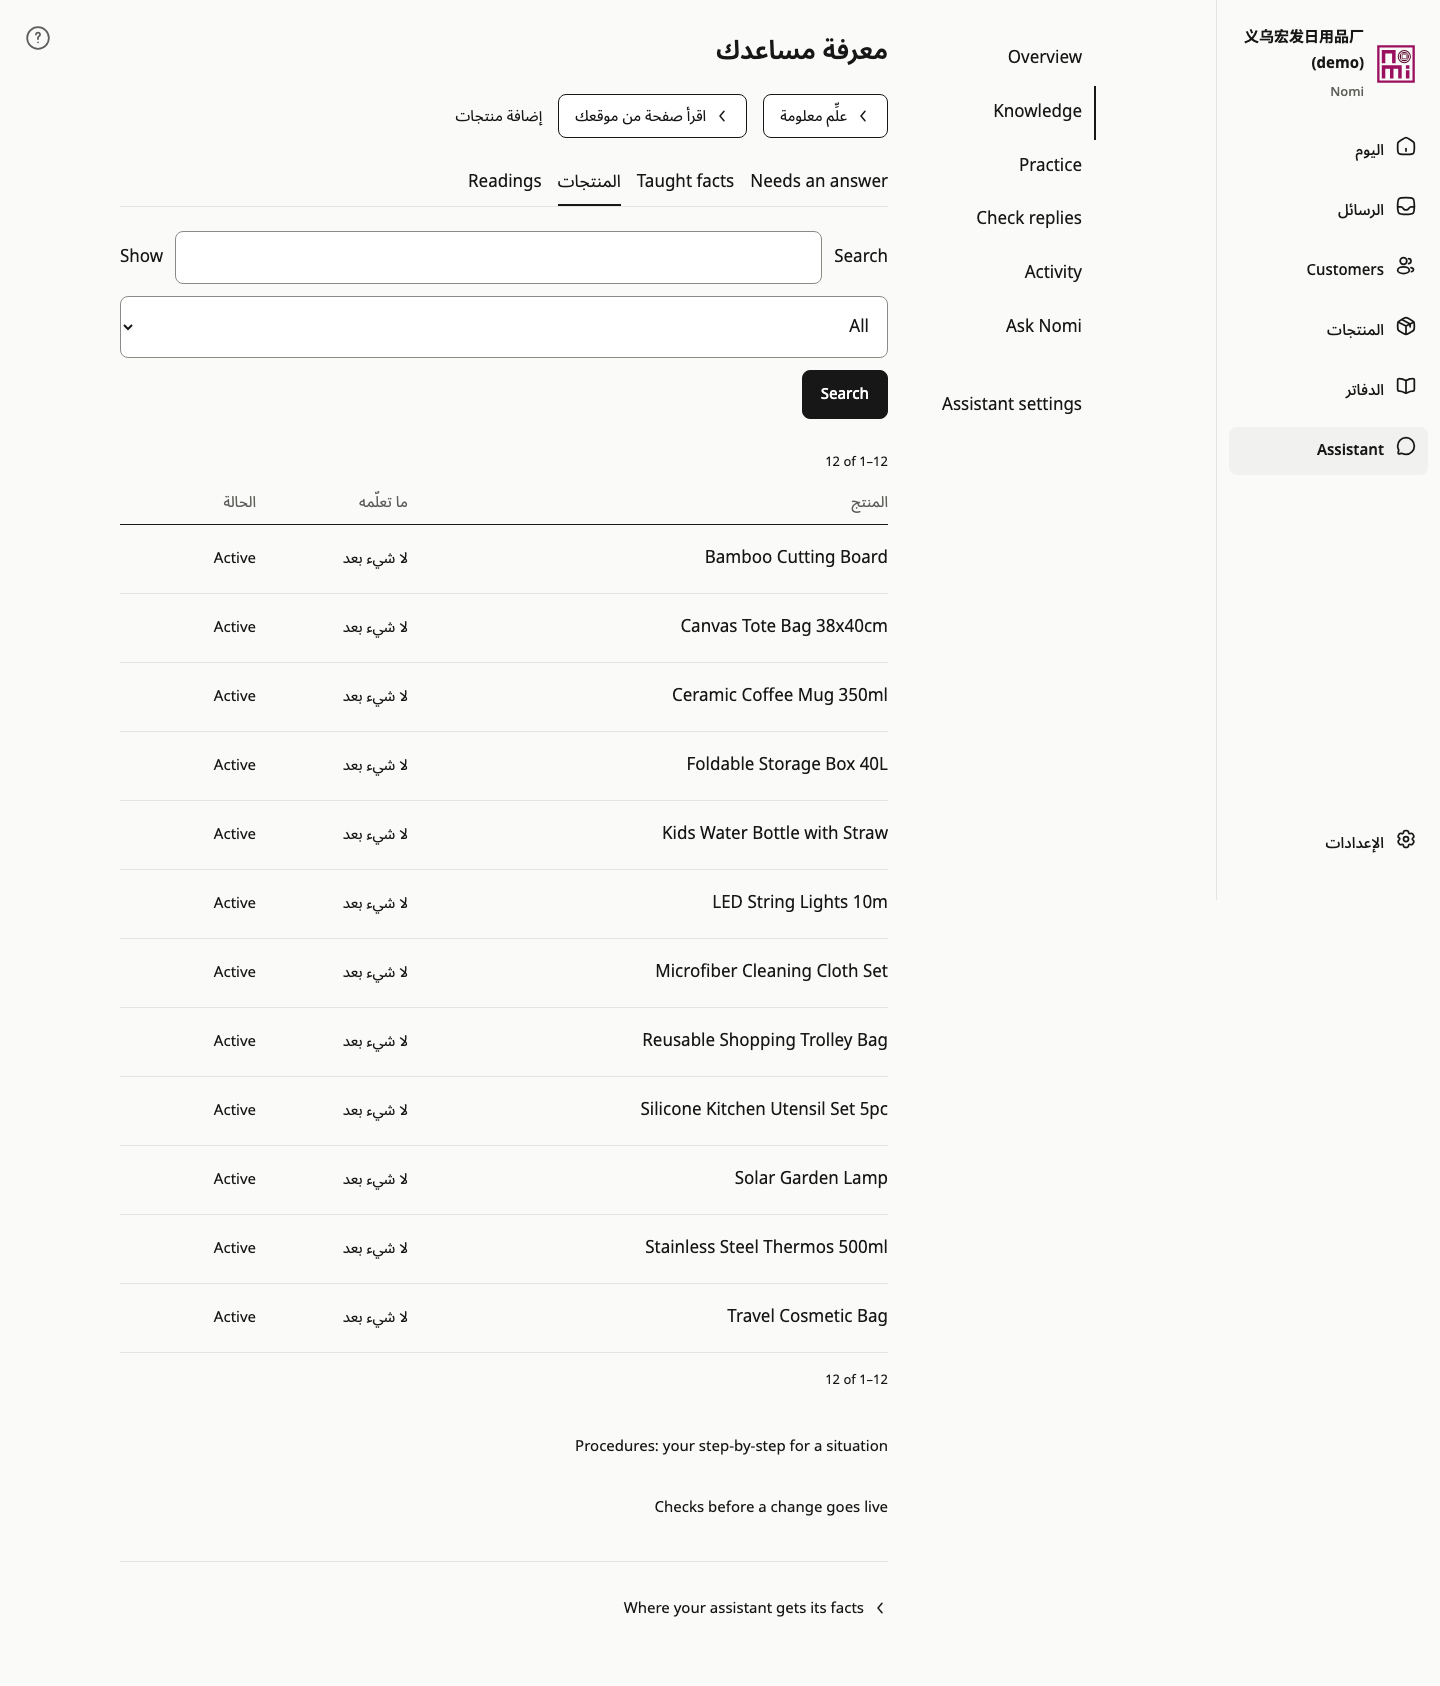 义乌宏发日用品厂
(demo)
Nomi
اليوم
الرسائل
Customers
المنتجات
الدفاتر
Assistant
الإعدادات
Overview
Knowledge
Practice
Check replies
Activity
Ask Nomi
Assistant settings
معرفة مساعدك
علِّم معلومة
اقرأ صفحة من موقعك
إضافة منتجات
Needs an answer
Taught facts
المنتجات
Readings
Search
Show
All
Search
12 of 1–12
المنتج ما تعلّمه الحالة
Bamboo Cutting Board لا شيء بعد Active
Canvas Tote Bag 38x40cm لا شيء بعد Active
Ceramic Coffee Mug 350ml لا شيء بعد Active
Foldable Storage Box 40L لا شيء بعد Active
Kids Water Bottle with Straw لا شيء بعد Active
LED String Lights 10m لا شيء بعد Active
Microfiber Cleaning Cloth Set لا شيء بعد Active
Reusable Shopping Trolley Bag لا شيء بعد Active
Silicone Kitchen Utensil Set 5pc لا شيء بعد Active
Solar Garden Lamp لا شيء بعد Active
Stainless Steel Thermos 500ml لا شيء بعد Active
Travel Cosmetic Bag لا شيء بعد Active
12 of 1–12
Procedures: your step-by-step for a situation
Checks before a change goes live
Where your assistant gets its facts